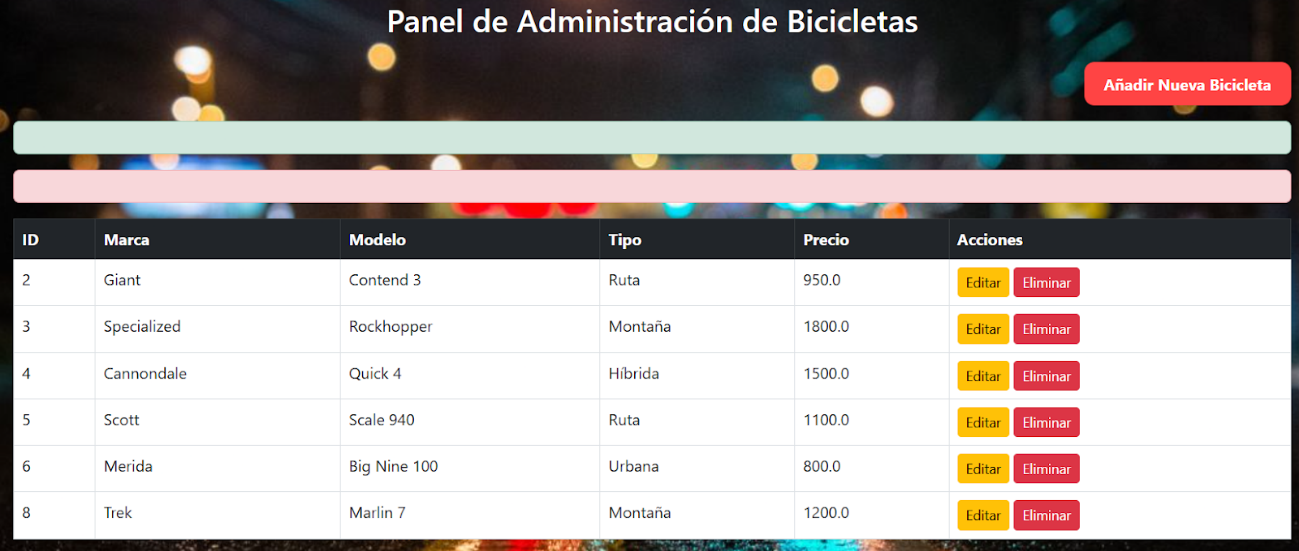 Panel de Administración de Bicicletas
Añadir Nueva Bicicleta
ID Marca Modelo Tipo Precio Acciones
2 Giant Contend 3 Ruta 950.0 Editar Eliminar
3 Specialized Rockhopper Montaña 1800.0 Editar Eliminar
4 Cannondale Quick 4 Híbrida 1500.0 Editar Eliminar
5 Scott Scale 940 Ruta 1100.0 Editar Eliminar
6 Merida Big Nine 100 Urbana 800.0 Editar Eliminar
8 Trek Marlin 7 Montaña 1200.0 Editar Eliminar